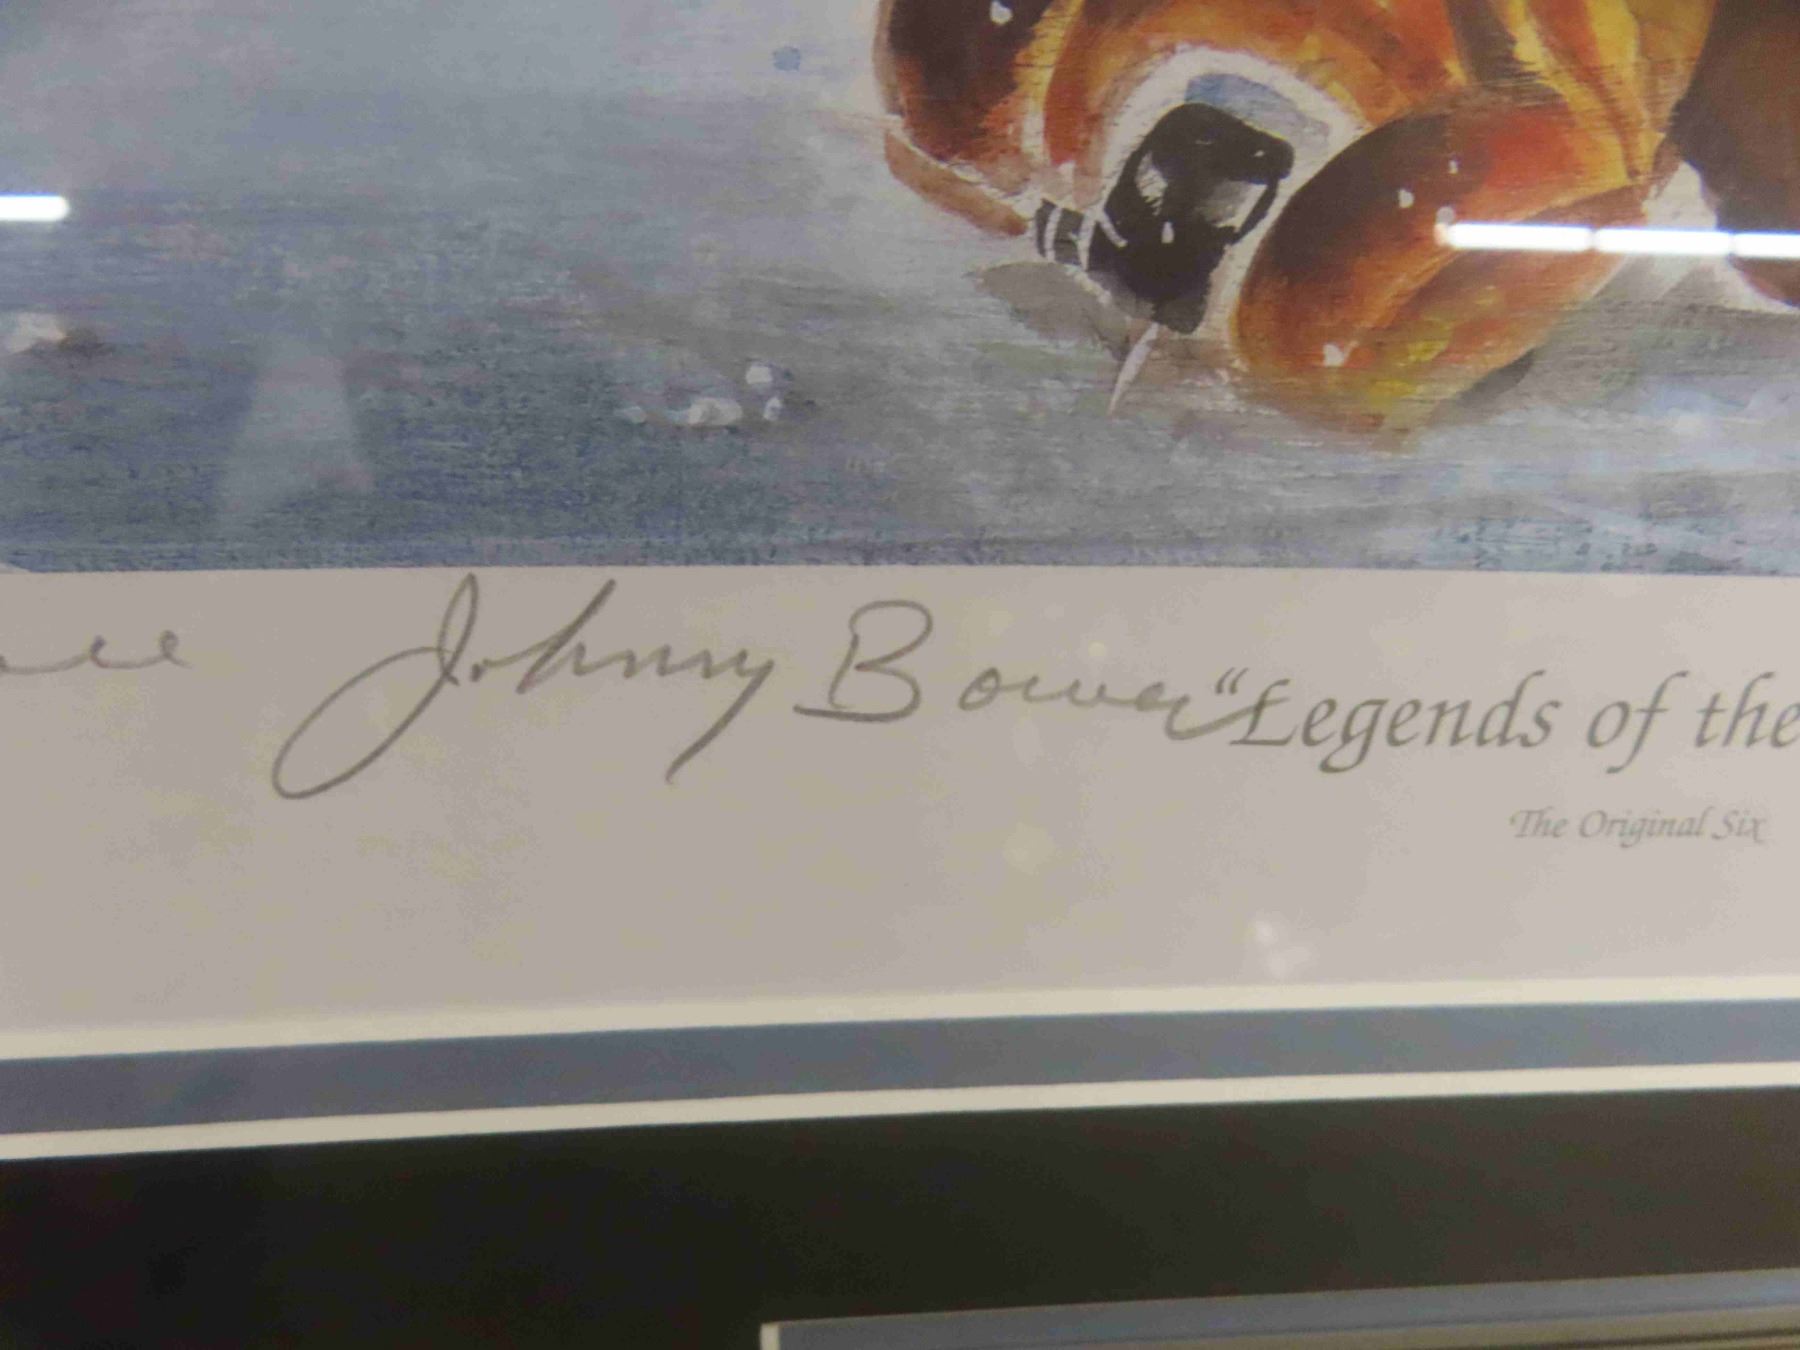 Johnny Bower
"Legends of the
The Original Six